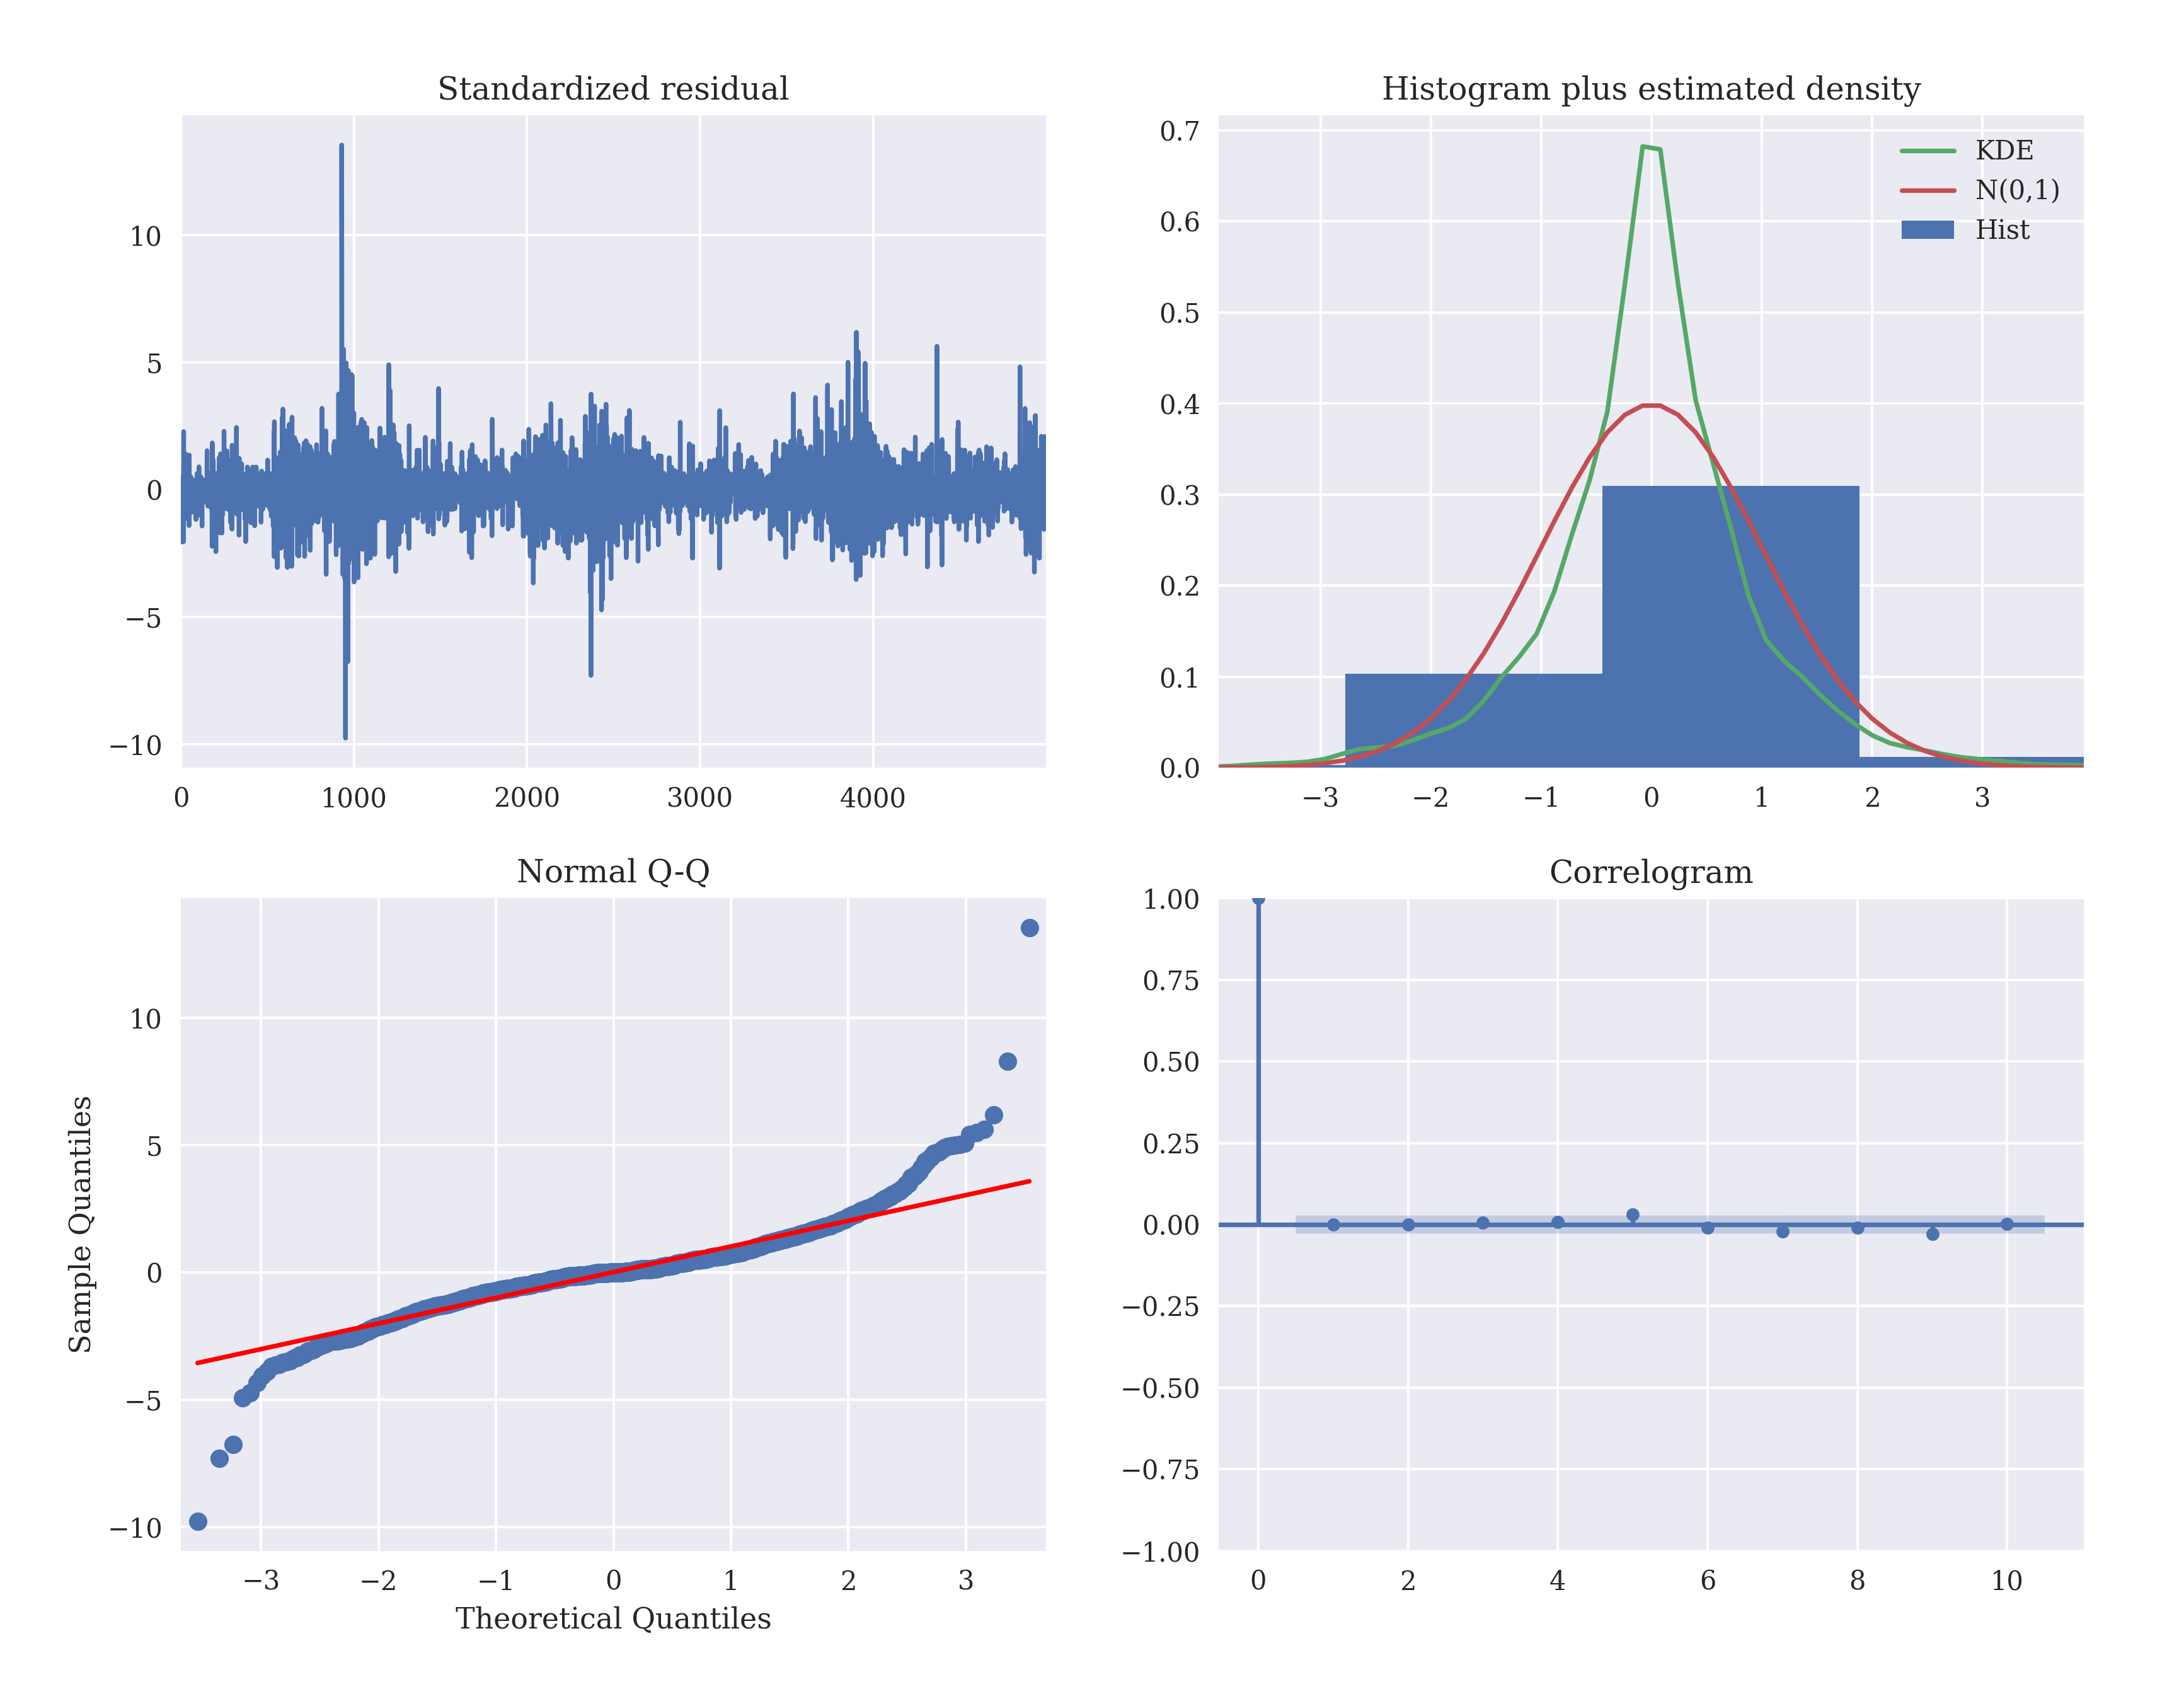 Standardized residual
10
5
0
−5
−10
0 1000 2000 3000 4000
Histogram plus estimated density
0.7
0.6
0.5
0.4
0.3
0.2
0.1
0.0
KDE
N(0,1)
Hist
−3 −2 −1 0 1 2 3
Normal Q-Q
Sample Quantiles
10
5
0
−5
−10
−3 −2 −1 0 1 2 3
Theoretical Quantiles
Correlogram
1.00
0.75
0.50
0.25
0.00
−0.25
−0.50
−0.75
−1.00
0 2 4 6 8 10